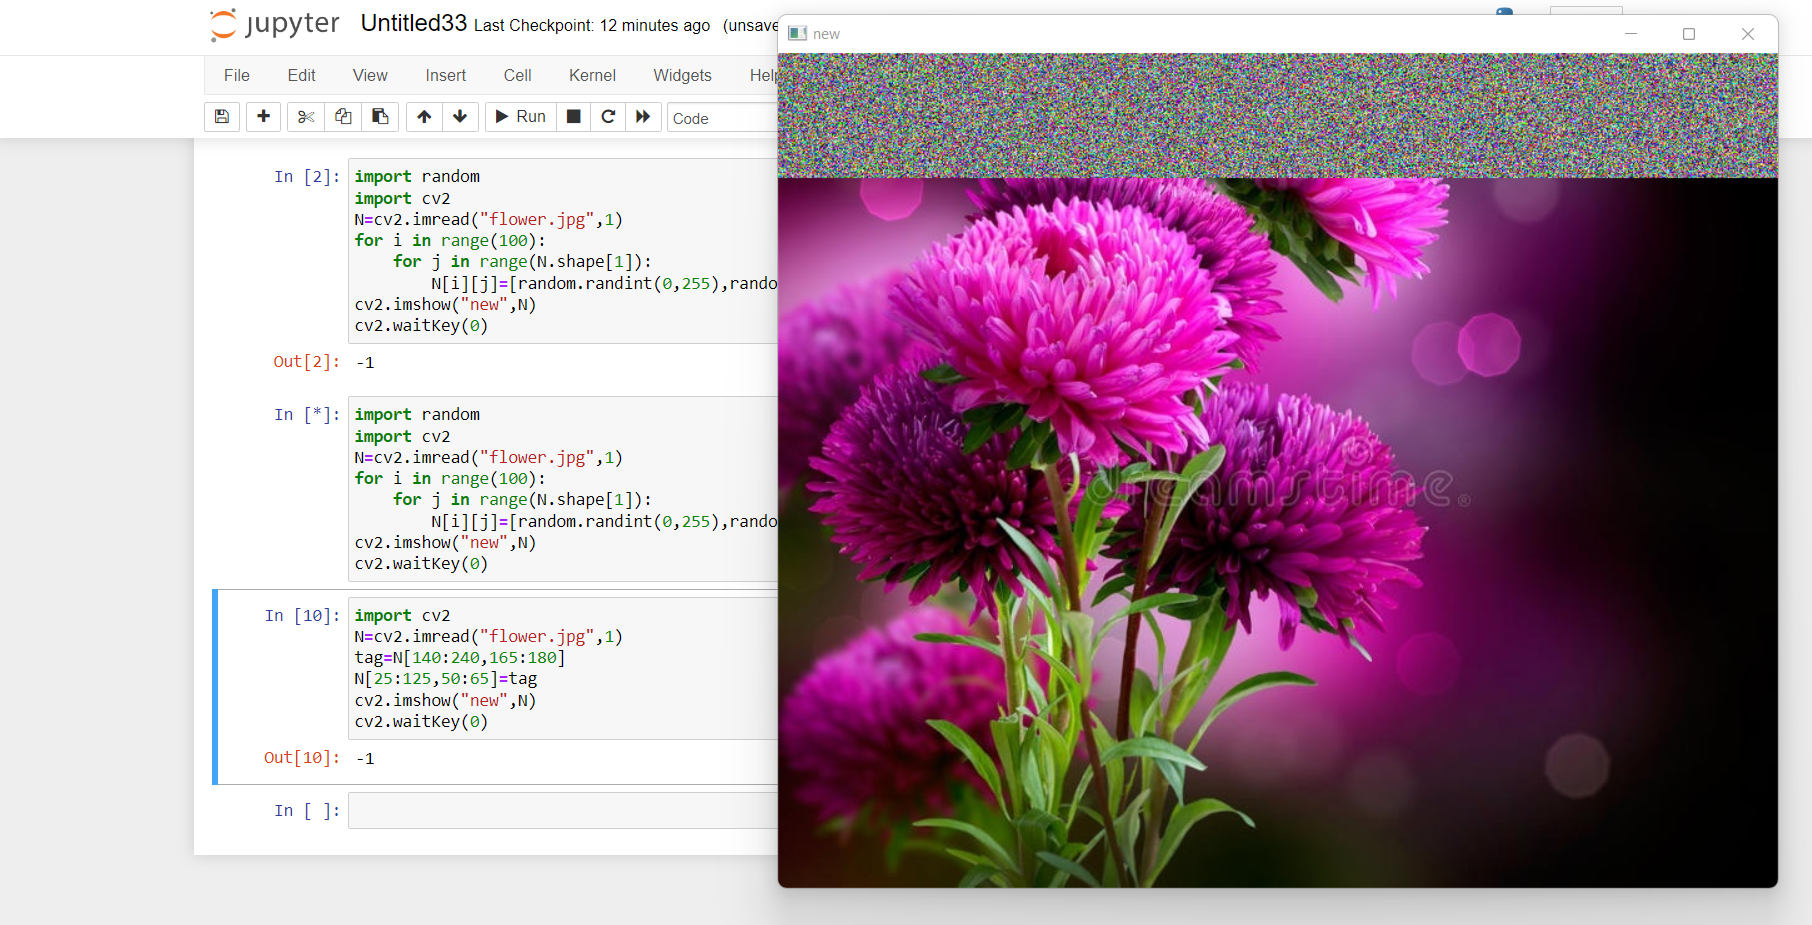 jupyter Untitled33 Last Checkpoint: 12 minutes ago (unsave
File Edit View Insert Cell Kernel Widgets Help
Run Code
In [2]: import random
import cv2
N=cv2.imread("flower.jpg",1)
for i in range(100):
    for j in range(N.shape[1]):
        N[i][j]=[random.randint(0,255),rando
cv2.imshow("new",N)
cv2.waitKey(0)
Out[2]: -1
In [*]: import random
import cv2
N=cv2.imread("flower.jpg",1)
for i in range(100):
    for j in range(N.shape[1]):
        N[i][j]=[random.randint(0,255),rando
cv2.imshow("new",N)
cv2.waitKey(0)
In [10]: import cv2
N=cv2.imread("flower.jpg",1)
tag=N[140:240,165:180]
N[25:125,50:65]=tag
cv2.imshow("new",N)
cv2.waitKey(0)
Out[10]: -1
In [ ]:
new
dreamstime®